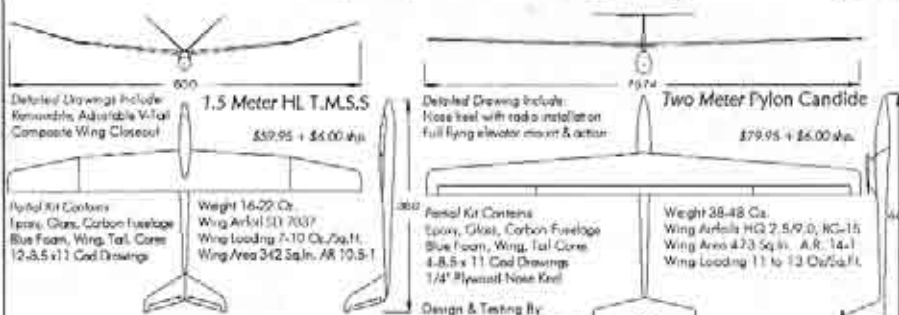 600
Detailed Drawings Include:
Removable, Adjustable V-Tail
Composite Wing Closeout
1.5 Meter HL T.M.S.S
$59.95 + $6.00 shp.
Partial Kit Contains
Epoxy, Glass, Carbon Fuselage
Blue Foam, Wing, Tail, Cores
12-8.5 x11 Cad Drawings
Weight 16-22 Oz.
Wing Airfoil SD 7037
Wing Loading 7-10 Oz./Sq.Ft.
Wing Area 342 Sq.In. AR 10.5-1
Detailed Drawing Include:
Nose keel with radio installation
Full flying elevator mount & action
Two Meter Pylon Candide
$79.95 + $6.00 shp.
Partial Kit Contains
Epoxy, Glass, Carbon Fuselage
Blue Foam, Wing, Tail Cores
4-8.5 x 11 Cad Drawings
1/4" Plywood Nose Keel
Weight 38-48 Oz.
Wing Airfoils HQ 2.5/9.0, RG-15
Wing Area 473 Sq.In. A.R. 14-1
Wing Loading 11 to 13 Oz/Sq.Ft.
Design & Testing By